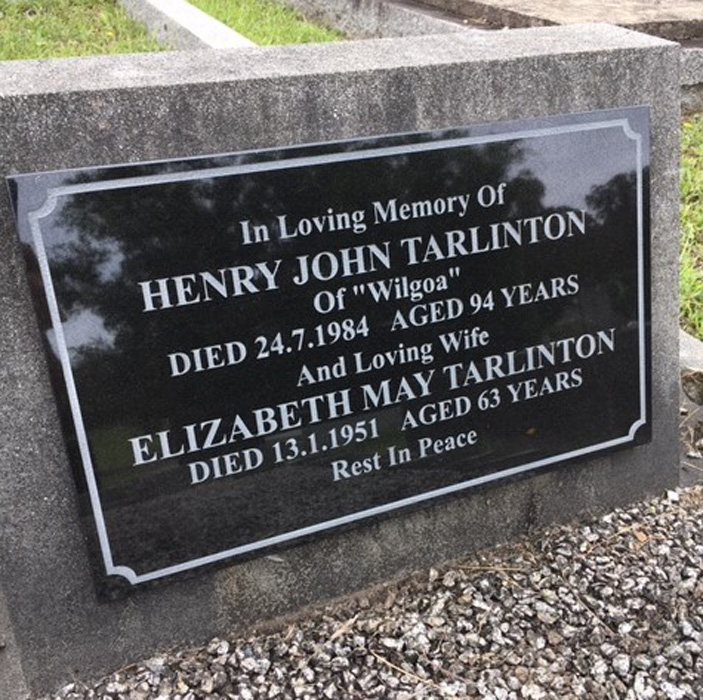 In Loving Memory Of
HENRY JOHN TARLINTON
Of "Wilgoa"
DIED 24.7.1984 AGED 94 YEARS
And Loving Wife
ELIZABETH MAY TARLINTON
DIED 13.1.1951 AGED 63 YEARS
Rest In Peace